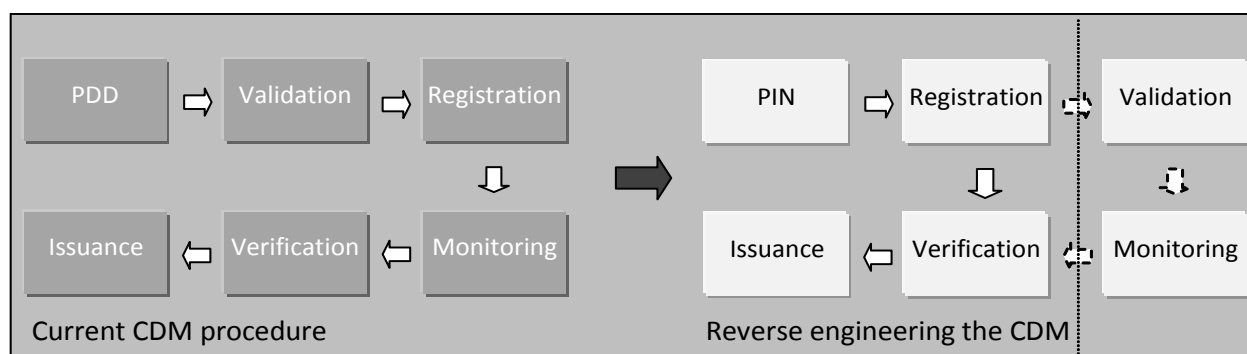 PDD
Validation
Registration
Issuance
Verification
Monitoring
Current CDM procedure
PIN
Registration
Validation
Issuance
Verification
Monitoring
Reverse engineering the CDM